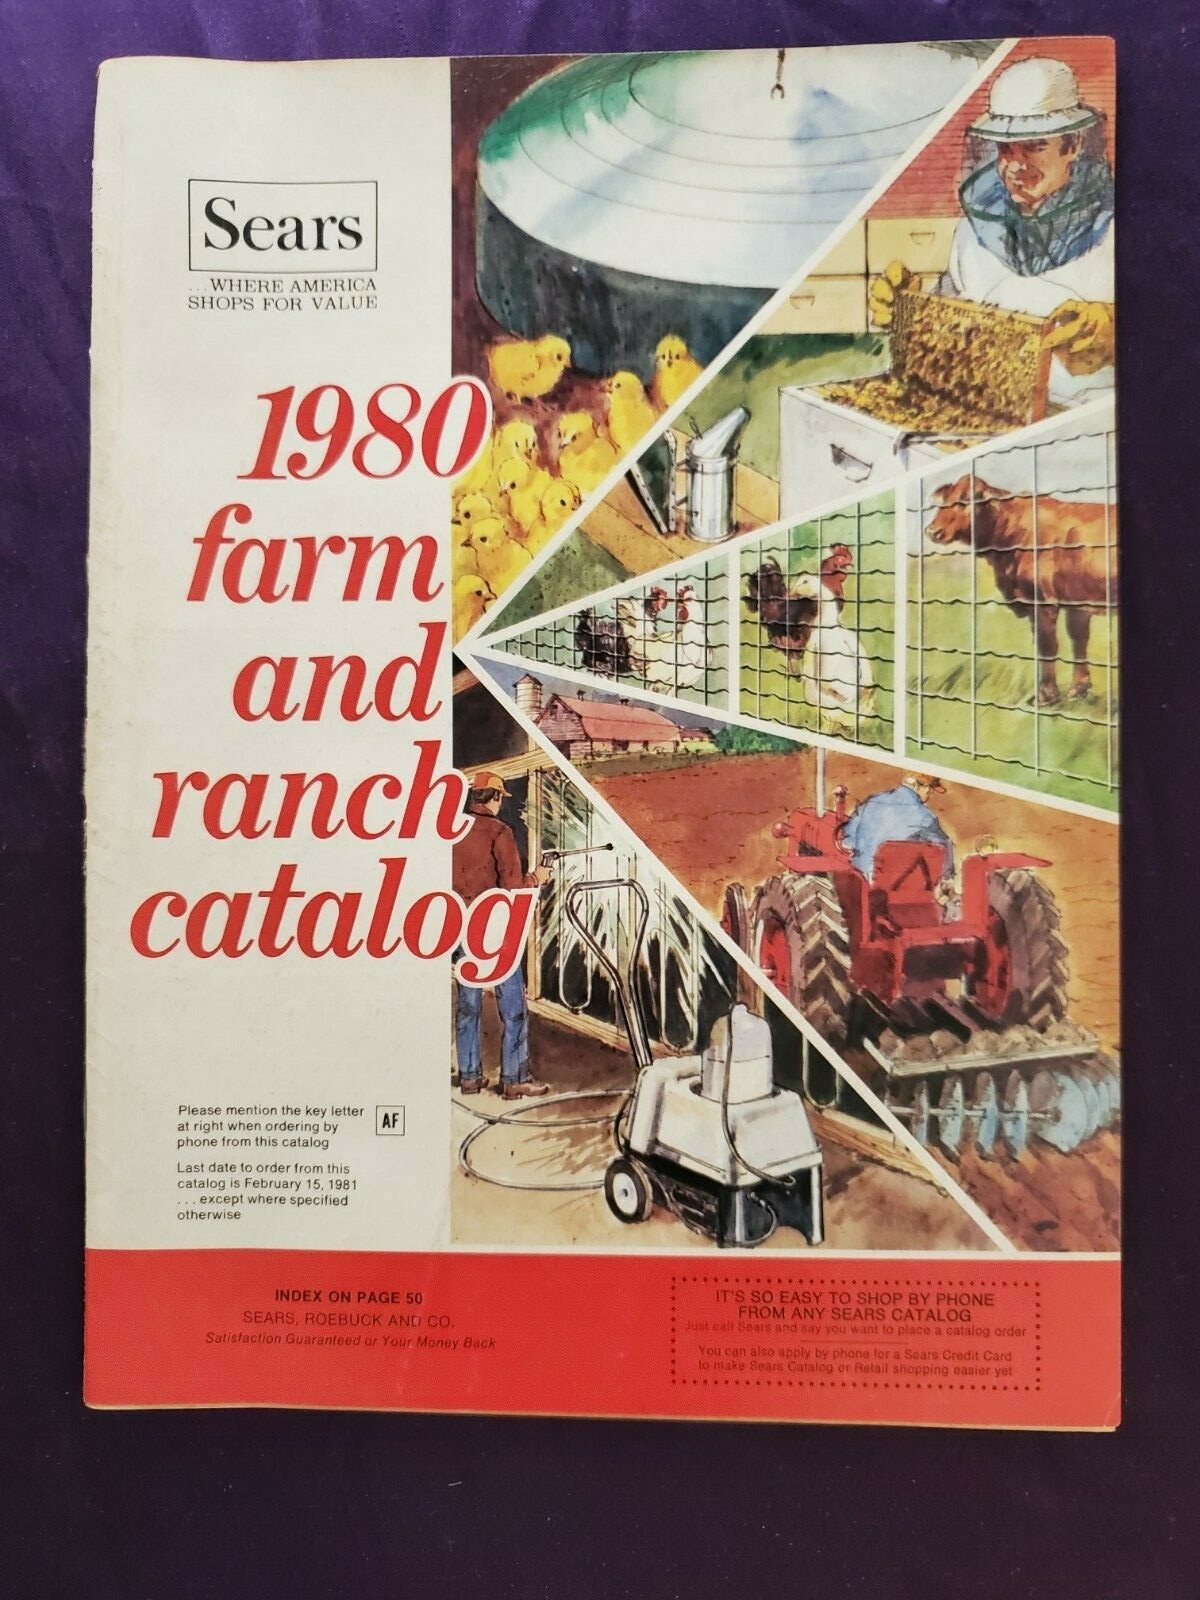 Sears
...WHERE AMERICA
SHOPS FOR VALUE
1980
farm
and
ranch
catalog
Please mention the key letter
at right when ordering by
phone from this catalog
AF
Last date to order from this
catalog is February 15, 1981
...except where specified
otherwise
INDEX ON PAGE 50
SEARS, ROEBUCK AND CO.
Satisfaction Guaranteed or Your Money Back
IT'S SO EASY TO SHOP BY PHONE
FROM ANY SEARS CATALOG
Just call Sears and say you want to place a catalog order
You can also apply by phone for a Sears Credit Card
to make Sears Catalog or Retail shopping easier yet